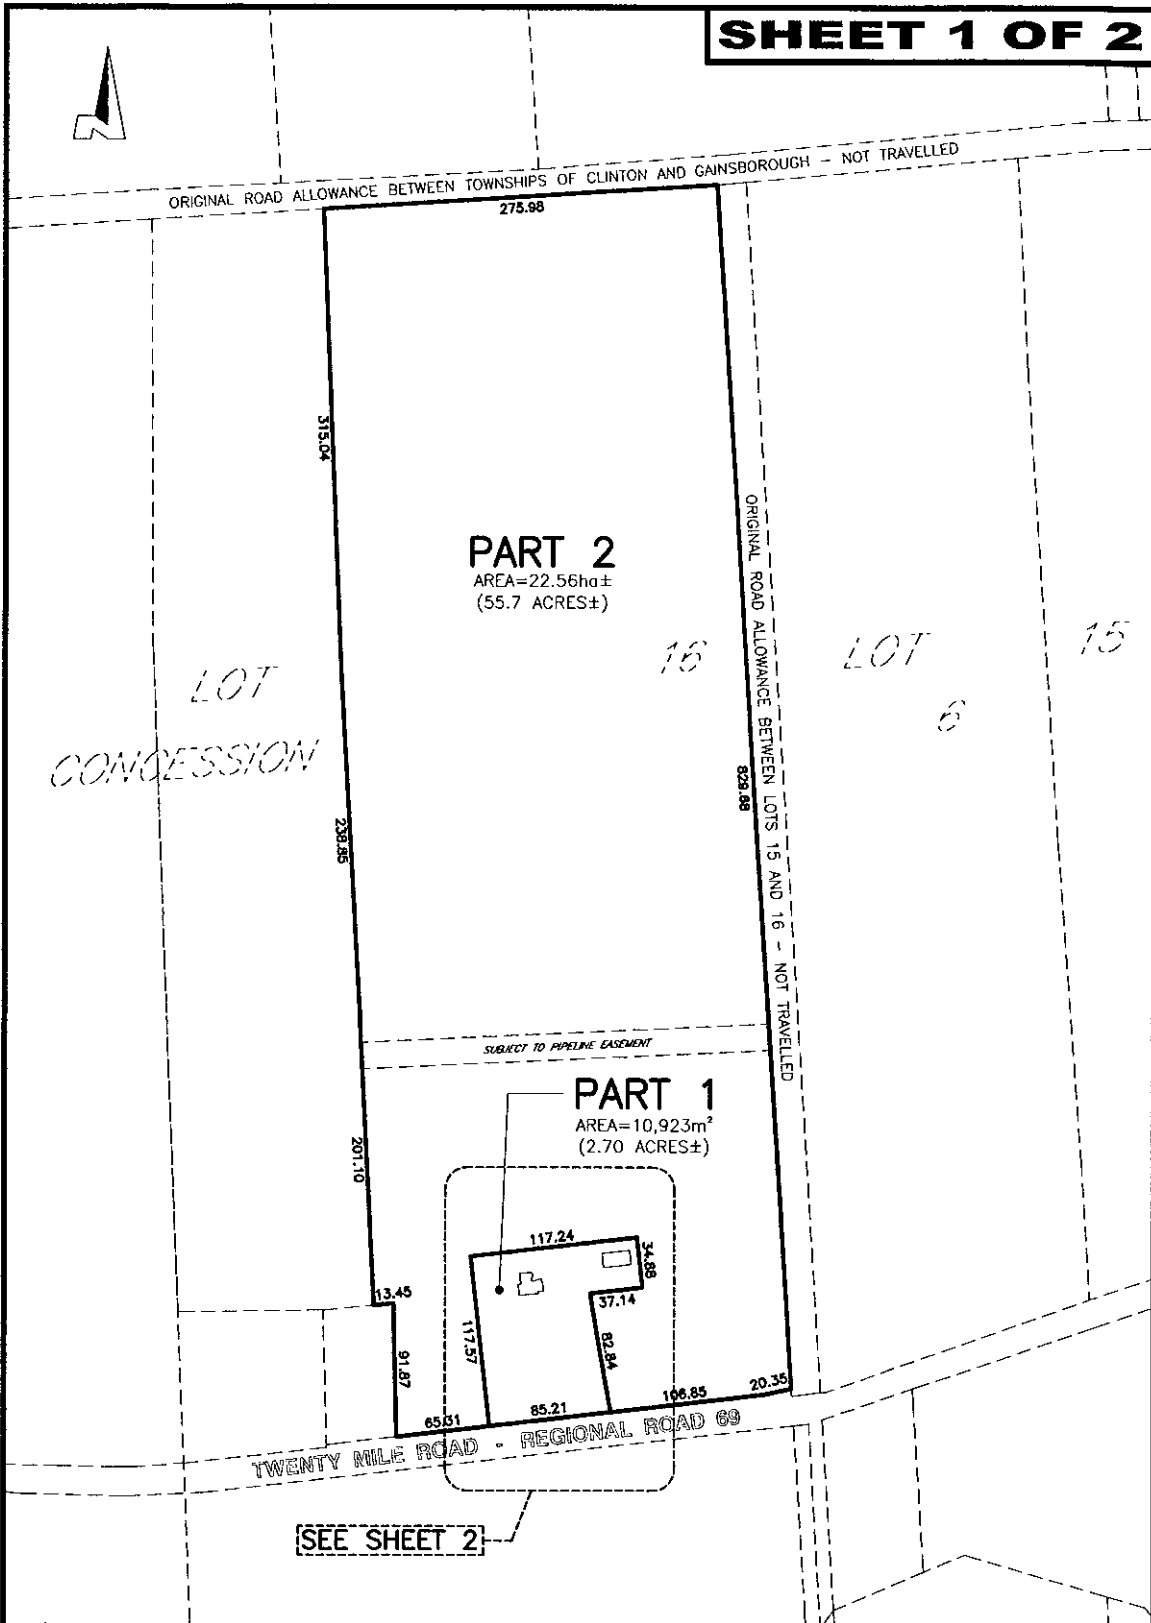 SHEET 1 OF 2
ORIGINAL ROAD ALLOWANCE BETWEEN TOWNSHIPS OF CLINTON AND GAINSBOROUGH - NOT TRAVELLED
275.98
315.04
ORIGINAL ROAD ALLOWANCE BETWEEN LOTS 15 AND 16 - NOT TRAVELLED
PART 2
AREA=22.56ha±
(55.7 ACRES±)
LOT
16
LOT
15
CONCESSION
6
829.68
238.85
SUBJECT TO PIPELINE EASEMENT
PART 1
AREA=10,923m²
(2.70 ACRES±)
201.10
117.24
34.88
13.45
37.14
117.57
82.84
91.87
65.31
85.21
106.85
20.35
TWENTY MILE ROAD - REGIONAL ROAD 69
SEE SHEET 2